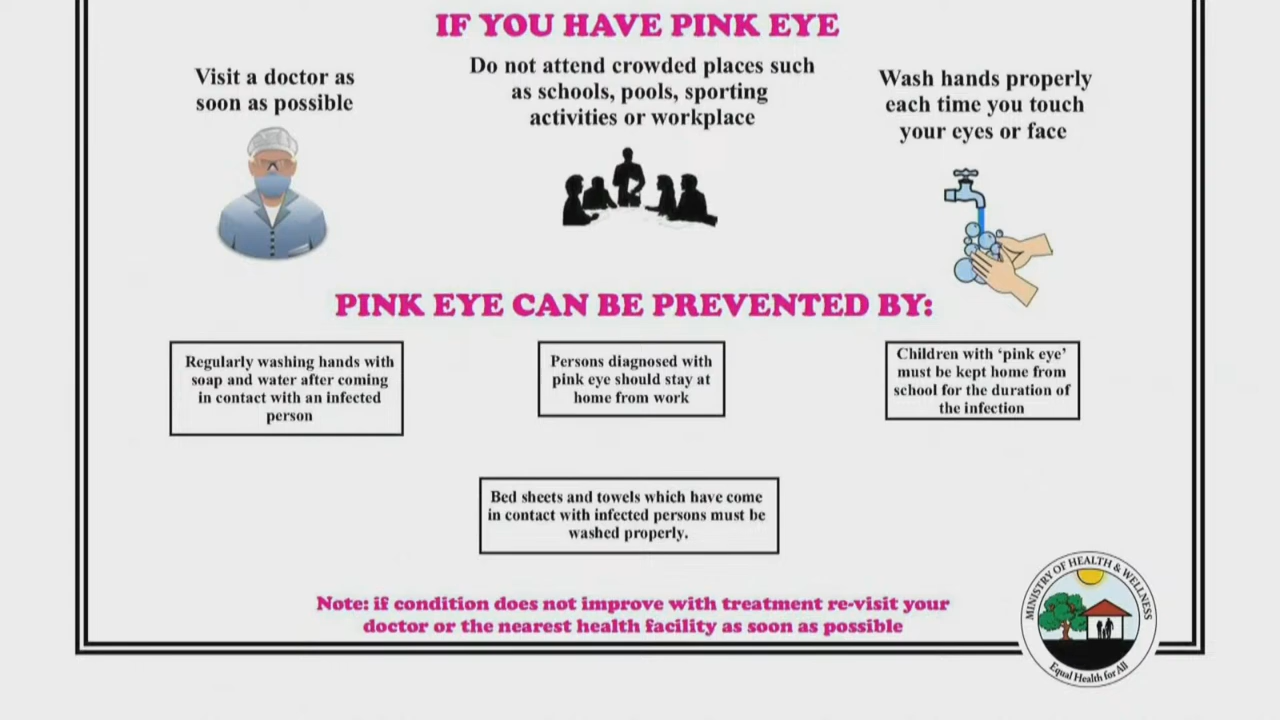 IF YOU HAVE PINK EYE
Visit a doctor as
soon as possible
Do not attend crowded places such
as schools, pools, sporting
activities or workplace
Wash hands properly
each time you touch
your eyes or face
PINK EYE CAN BE PREVENTED BY:
Regularly washing hands with
soap and water after coming
in contact with an infected
person
Persons diagnosed with
pink eye should stay at
home from work
Children with ‘pink eye’
must be kept home from
school for the duration of
the infection
Bed sheets and towels which have come
in contact with infected persons must be
washed properly.
Note: if condition does not improve with treatment re-visit your
doctor or the nearest health facility as soon as possible
MINISTRY OF HEALTH & WELLNESS
Equal Health for All